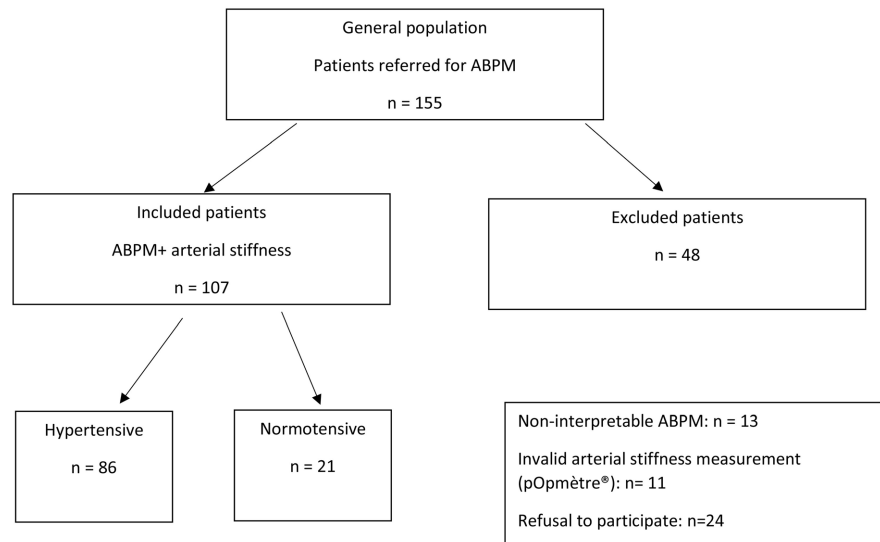 General population
Patients referred for ABPM
n = 155
Included patients
ABPM+ arterial stiffness
n = 107
Excluded patients
n = 48
Hypertensive
n = 86
Normotensive
n = 21
Non-interpretable ABPM: n = 13
Invalid arterial stiffness measurement
(pOpmètre®): n= 11
Refusal to participate: n=24